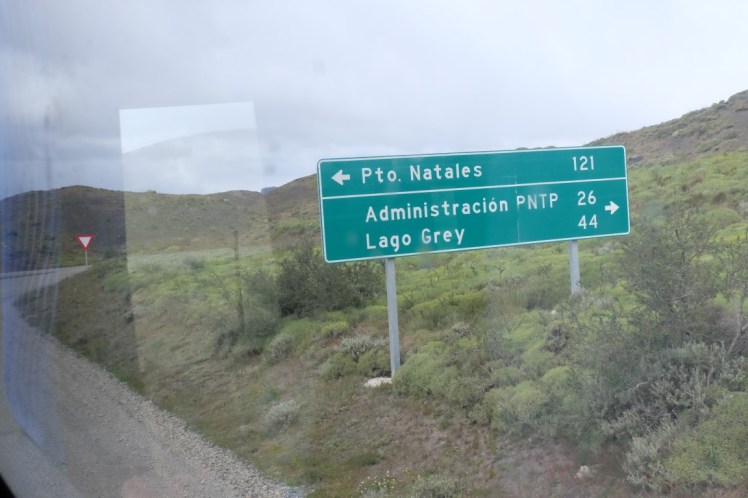 Pto. Natales 121
Administración PNTP 26
Lago Grey 44